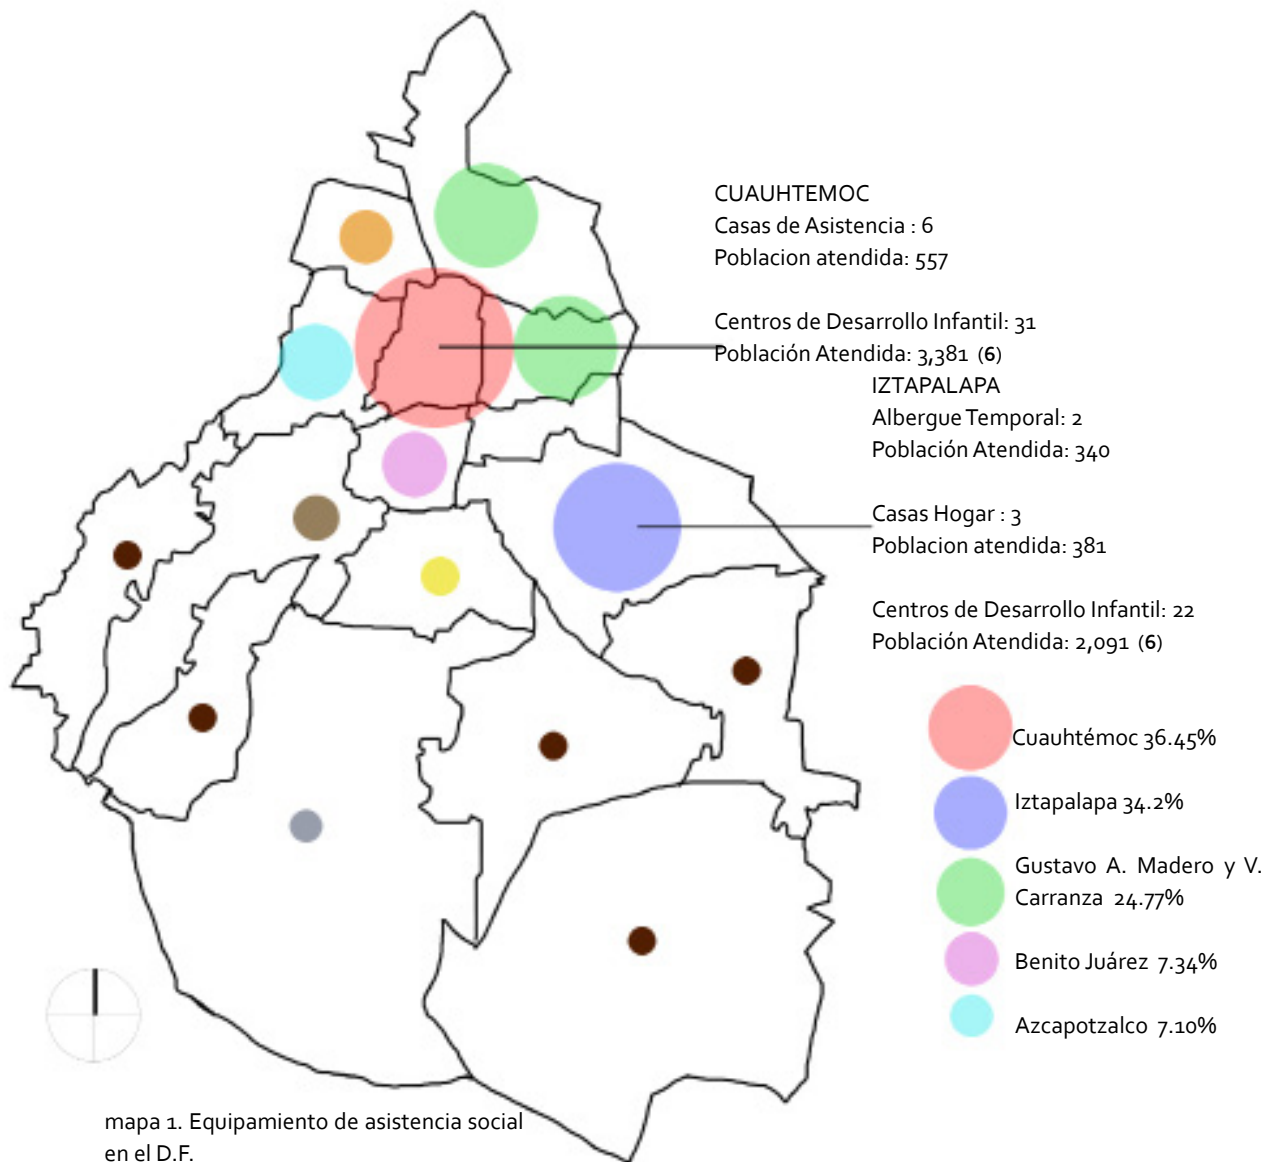 CUAUHTEMOC
Casas de Asistencia : 6
Poblacion atendida: 557
Centros de Desarrollo Infantil: 31
Población Atendida: 3,381 (6)
IZTAPALAPA
Albergue Temporal: 2
Población Atendida: 340
Casas Hogar : 3
Poblacion atendida: 381
Centros de Desarrollo Infantil: 22
Población Atendida: 2,091 (6)
Cuauhtémoc 36.45%
Iztapalapa 34.2%
Gustavo A. Madero y V.
Carranza 24.77%
Benito Juárez 7.34%
Azcapotzalco 7.10%
mapa 1. Equipamiento de asistencia social
en el D.F.